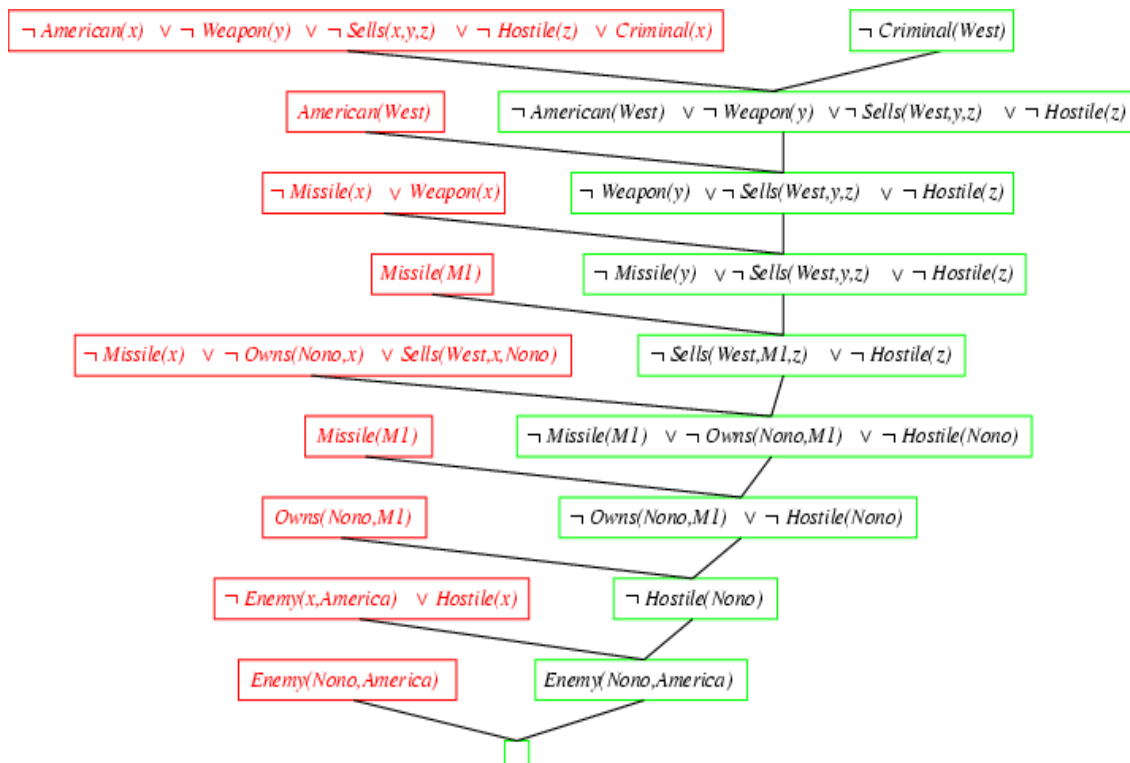 ¬ American(x) ∨ ¬ Weapon(y) ∨ ¬ Sells(x,y,z) ∨ ¬ Hostile(z) ∨ Criminal(x) ¬ Criminal(West)
American(West) ¬ American(West) ∨ ¬ Weapon(y) ∨ ¬ Sells(West,y,z) ∨ ¬ Hostile(z)
¬ Missile(x) ∨ Weapon(x) ¬ Weapon(y) ∨ ¬ Sells(West,y,z) ∨ ¬ Hostile(z)
Missile(M1) ¬ Missile(y) ∨ ¬ Sells(West,y,z) ∨ ¬ Hostile(z)
¬ Missile(x) ∨ ¬ Owns(Nono,x) ∨ Sells(West,x,Nono) ¬ Sells(West,M1,z) ∨ ¬ Hostile(z)
Missile(M1) ¬ Missile(M1) ∨ ¬ Owns(Nono,M1) ∨ ¬ Hostile(Nono)
Owns(Nono,M1) ¬ Owns(Nono,M1) ∨ ¬ Hostile(Nono)
¬ Enemy(x,America) ∨ Hostile(x) ¬ Hostile(Nono)
Enemy(Nono,America) Enemy(Nono,America)